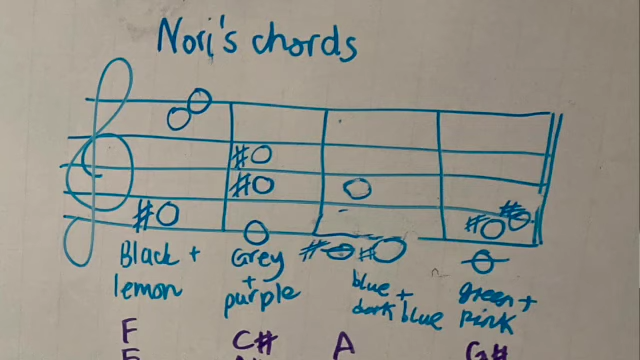 Nori's chords
Black +
lemon
Grey
+
purple
blue
+
dark blue
green +
pink
F
C#
A
G#